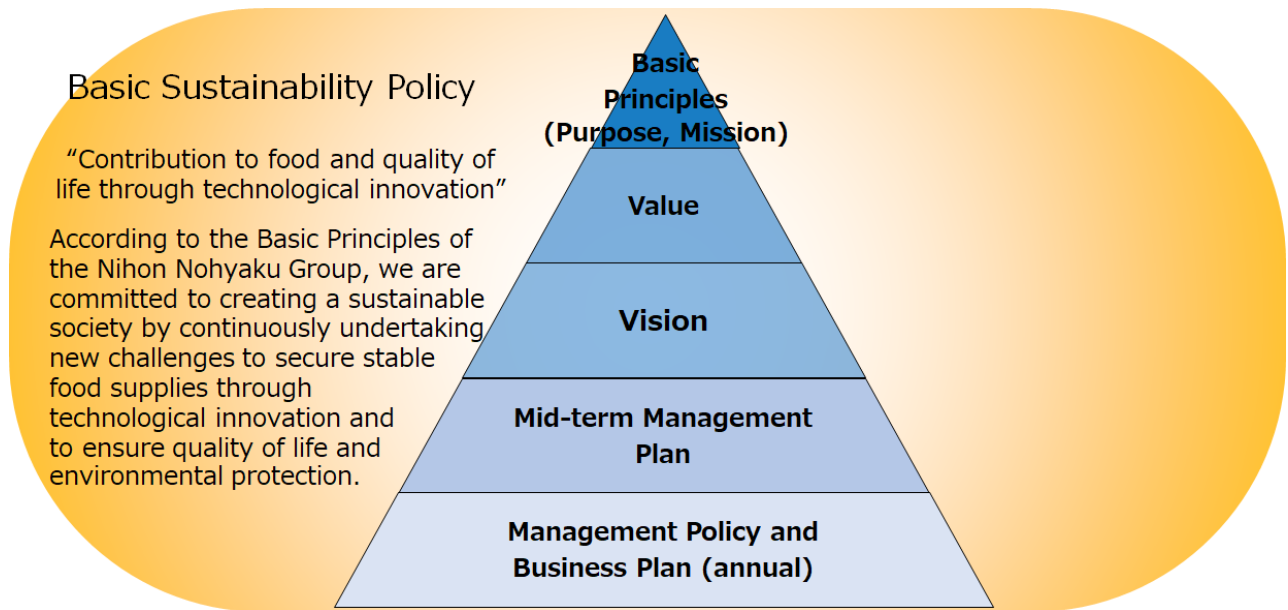 Basic Sustainability Policy
“Contribution to food and quality of
life through technological innovation”
According to the Basic Principles of
the Nihon Nohyaku Group, we are
committed to creating a sustainable
society by continuously undertaking
new challenges to secure stable
food supplies through
technological innovation and
to ensure quality of life and
environmental protection.
Basic
Principles
(Purpose, Mission)
Value
Vision
Mid-term Management
Plan
Management Policy and
Business Plan (annual)